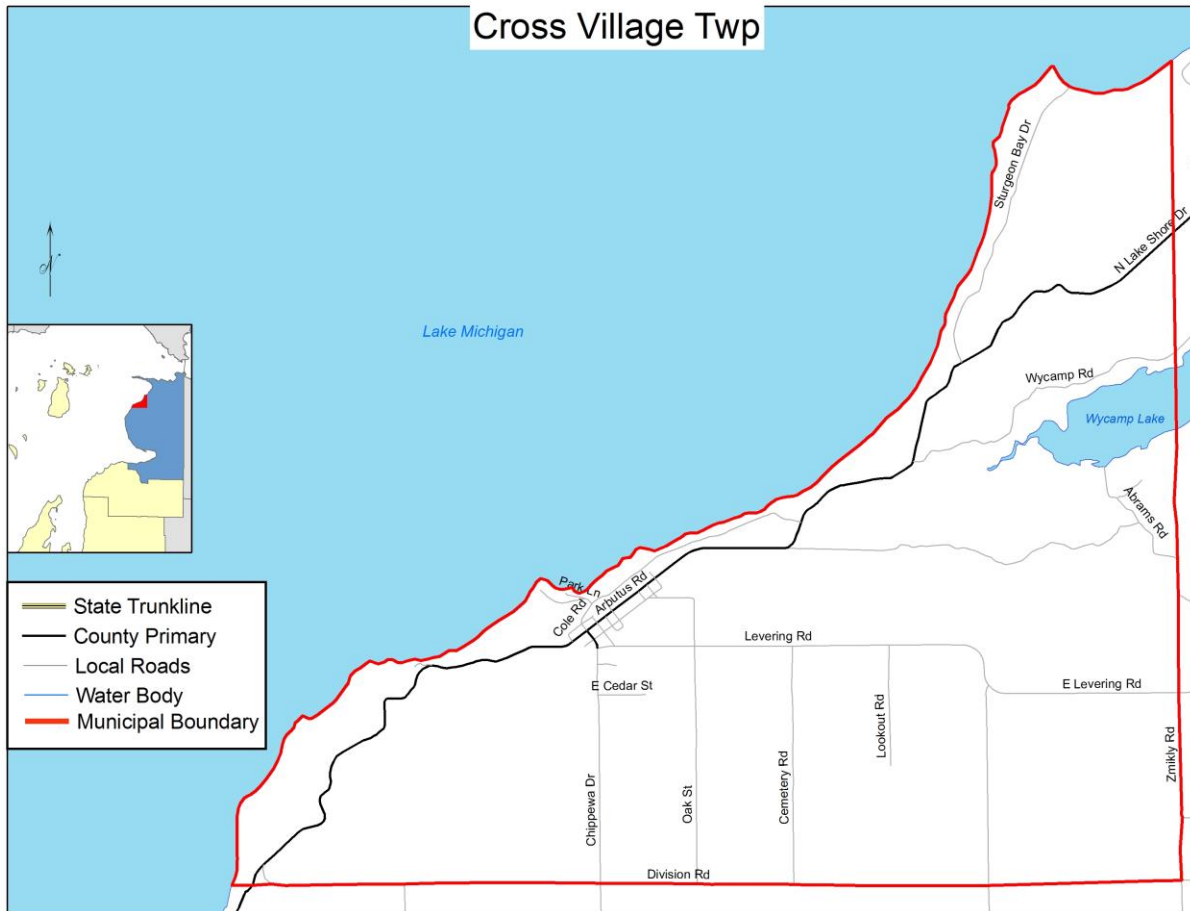 Cross Village Twp
Sturgeon Bay Dr
N Lake Shore Dr
N
Lake Michigan
Wycamp Rd
Wycamp Lake
Abrams Rd
Park Ln
Arbutus Rd
Cole Rd
State Trunkline
County Primary
Local Roads
Water Body
Municipal Boundary
Levering Rd
E Cedar St
E Levering Rd
Lookout Rd
Zmikly Rd
Chippewa Dr
Oak St
Cemetery Rd
Division Rd